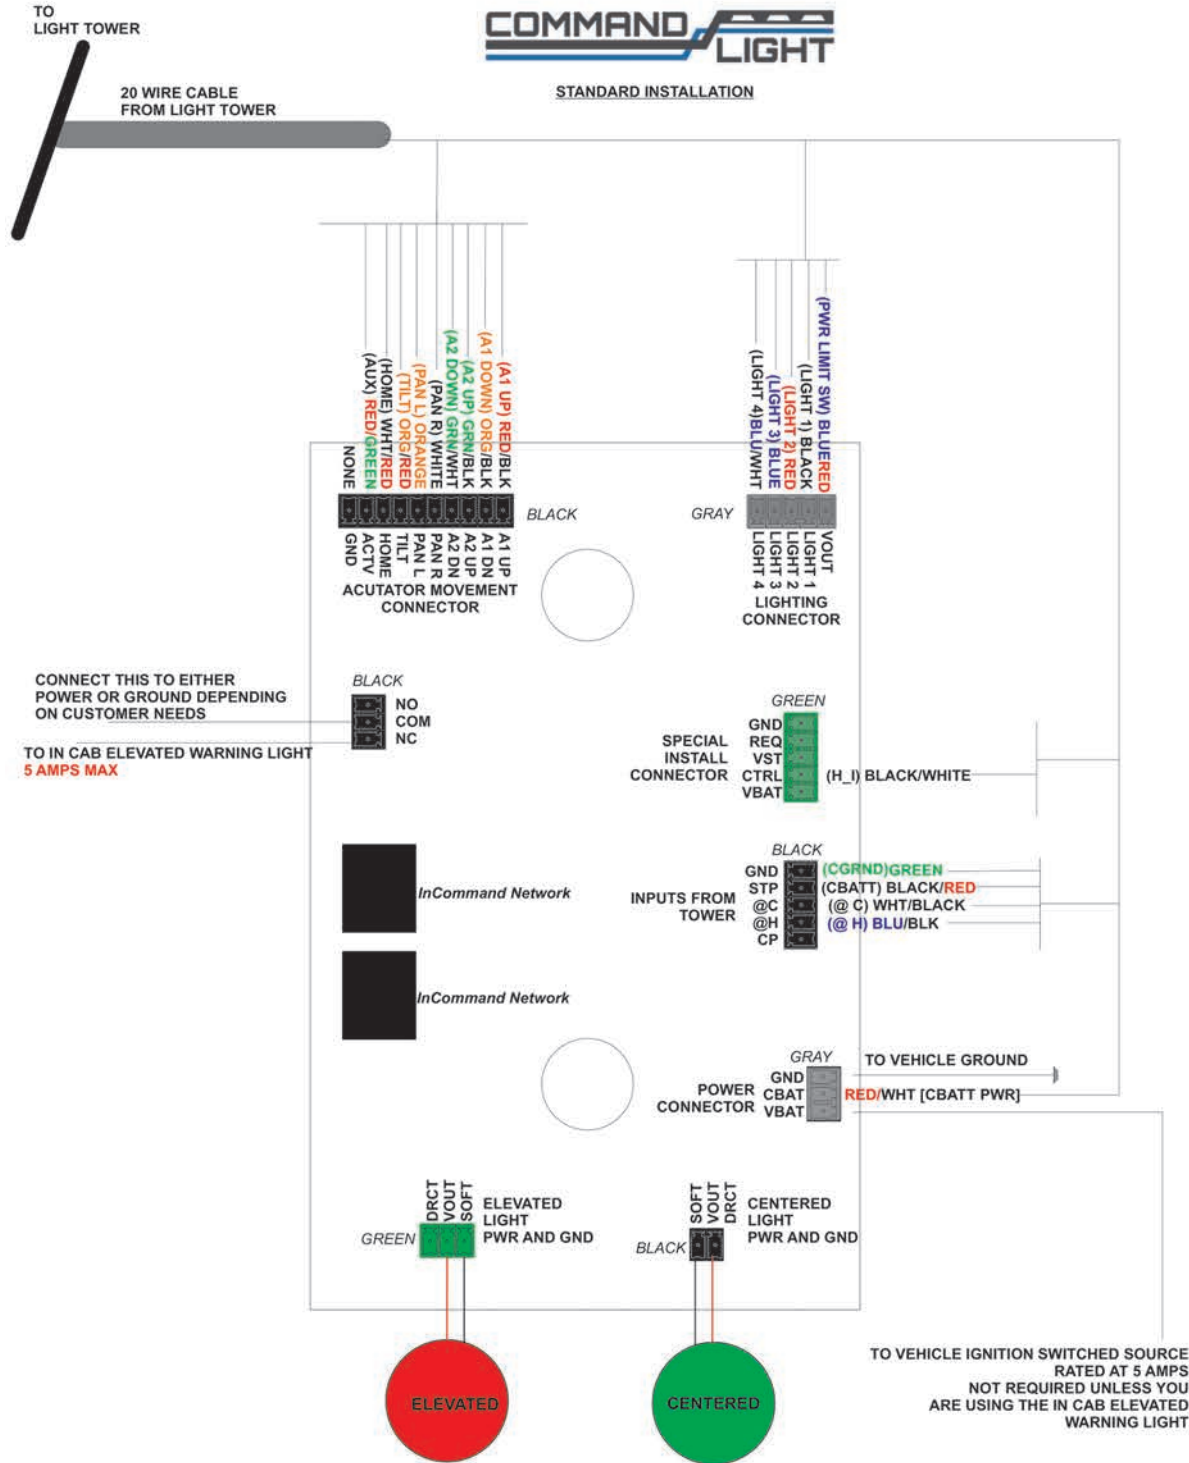 TO
LIGHT TOWER
COMMAND
LIGHT
20 WIRE CABLE
FROM LIGHT TOWER
STANDARD INSTALLATION
(AUX) RED/GREEN
(HOME) WHT/RED
(TILT) ORG/RED
(PAN L) ORANGE
(PAN R) WHITE
(A2 DOWN) GRN/WHT
(A2 UP) GRN/BLK
(A1 DOWN) ORG/BLK
(A1 UP) RED/BLK
NONE
(LIGHT 4)BLU/WHT
(LIGHT 3) BLUE
(LIGHT 2) RED
(LIGHT 1) BLACK
(PWR LIMIT SW) BLUERED
BLACK
GRAY
GND
ACTV
HOME
TILT
PAN L
PAN R
A2 DN
A2 UP
A1 DN
A1 UP
LIGHT 4
LIGHT 3
LIGHT 2
LIGHT 1
VOUT
ACUTATOR MOVEMENT
CONNECTOR
LIGHTING
CONNECTOR
CONNECT THIS TO EITHER
POWER OR GROUND DEPENDING
ON CUSTOMER NEEDS
BLACK
NO
COM
NC
TO IN CAB ELEVATED WARNING LIGHT
5 AMPS MAX
GREEN
SPECIAL
INSTALL
CONNECTOR
GND
REQ
VST
CTRL
VBAT
(H_I) BLACK/WHITE
BLACK
INPUTS FROM
TOWER
GND
STP
@C
@H
CP
(CGRND)GREEN
(CBATT) BLACK/RED
(@ C) WHT/BLACK
(@ H) BLU/BLK
InCommand Network
InCommand Network
GRAY
TO VEHICLE GROUND
POWER
CONNECTOR
GND
CBAT
VBAT
RED/WHT [CBATT PWR]
DRCT
VOUT
SOFT
ELEVATED
LIGHT
PWR AND GND
GREEN
SOFT
VOUT
DRCT
CENTERED
LIGHT
PWR AND GND
BLACK
ELEVATED
CENTERED
TO VEHICLE IGNITION SWITCHED SOURCE
RATED AT 5 AMPS
NOT REQUIRED UNLESS YOU
ARE USING THE IN CAB ELEVATED
WARNING LIGHT